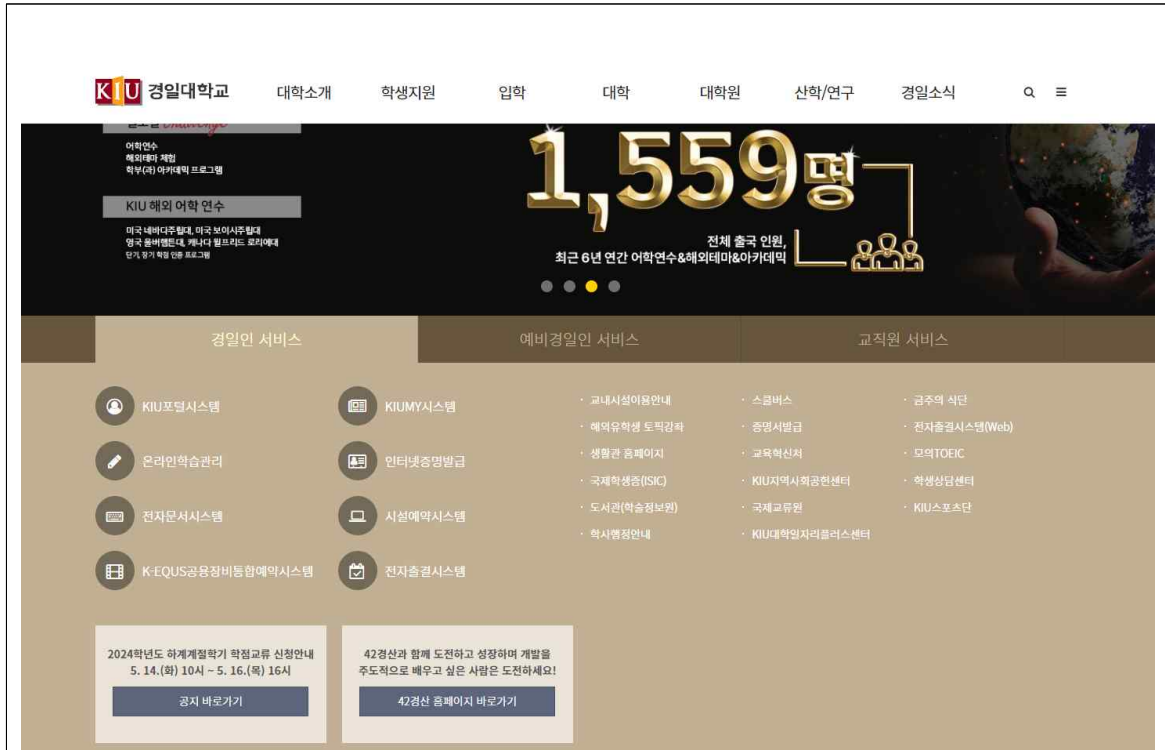 KIU 경일대학교
대학소개
학생지원
입학
대학
대학원
산학/연구
경일소식
Challenge
어학연수
해외테마 체험
학부(과) 아카데믹 프로그램
KIU 해외 어학 연수
미국 네바다주립대, 미국 보이시주립대
영국 울버햄튼대, 캐나다 윌프리드 로리에대
단기, 장기 학점 인증 프로그램
1,559명
전체 출국 인원,
최근 6년 연간 어학연수&해외테마&아카데믹
경일인 서비스
예비경일인 서비스
교직원 서비스
KIU포털시스템
KIUMY시스템
온라인학습관리
인터넷증명발급
전자문서시스템
시설예약시스템
K-EQUS공용장비통합예약시스템
전자출결시스템
· 교내시설이용안내
· 해외유학생 토픽강좌
· 생활관 홈페이지
· 국제학생증(ISIC)
· 도서관(학술정보원)
· 학사행정안내
· 스쿨버스
· 증명서발급
· 교육혁신처
· KIU지역사회공헌센터
· 국제교류원
· KIU대학일자리플러스센터
· 금주의 식단
· 전자출결시스템(Web)
· 모의TOEIC
· 학생상담센터
· KIU스포츠단
2024학년도 하계계절학기 학점교류 신청안내
5. 14.(화) 10시 ~ 5. 16.(목) 16시
공지 바로가기
42경산과 함께 도전하고 성장하며 개발을
주도적으로 배우고 싶은 사람은 도전하세요!
42경산 홈페이지 바로가기